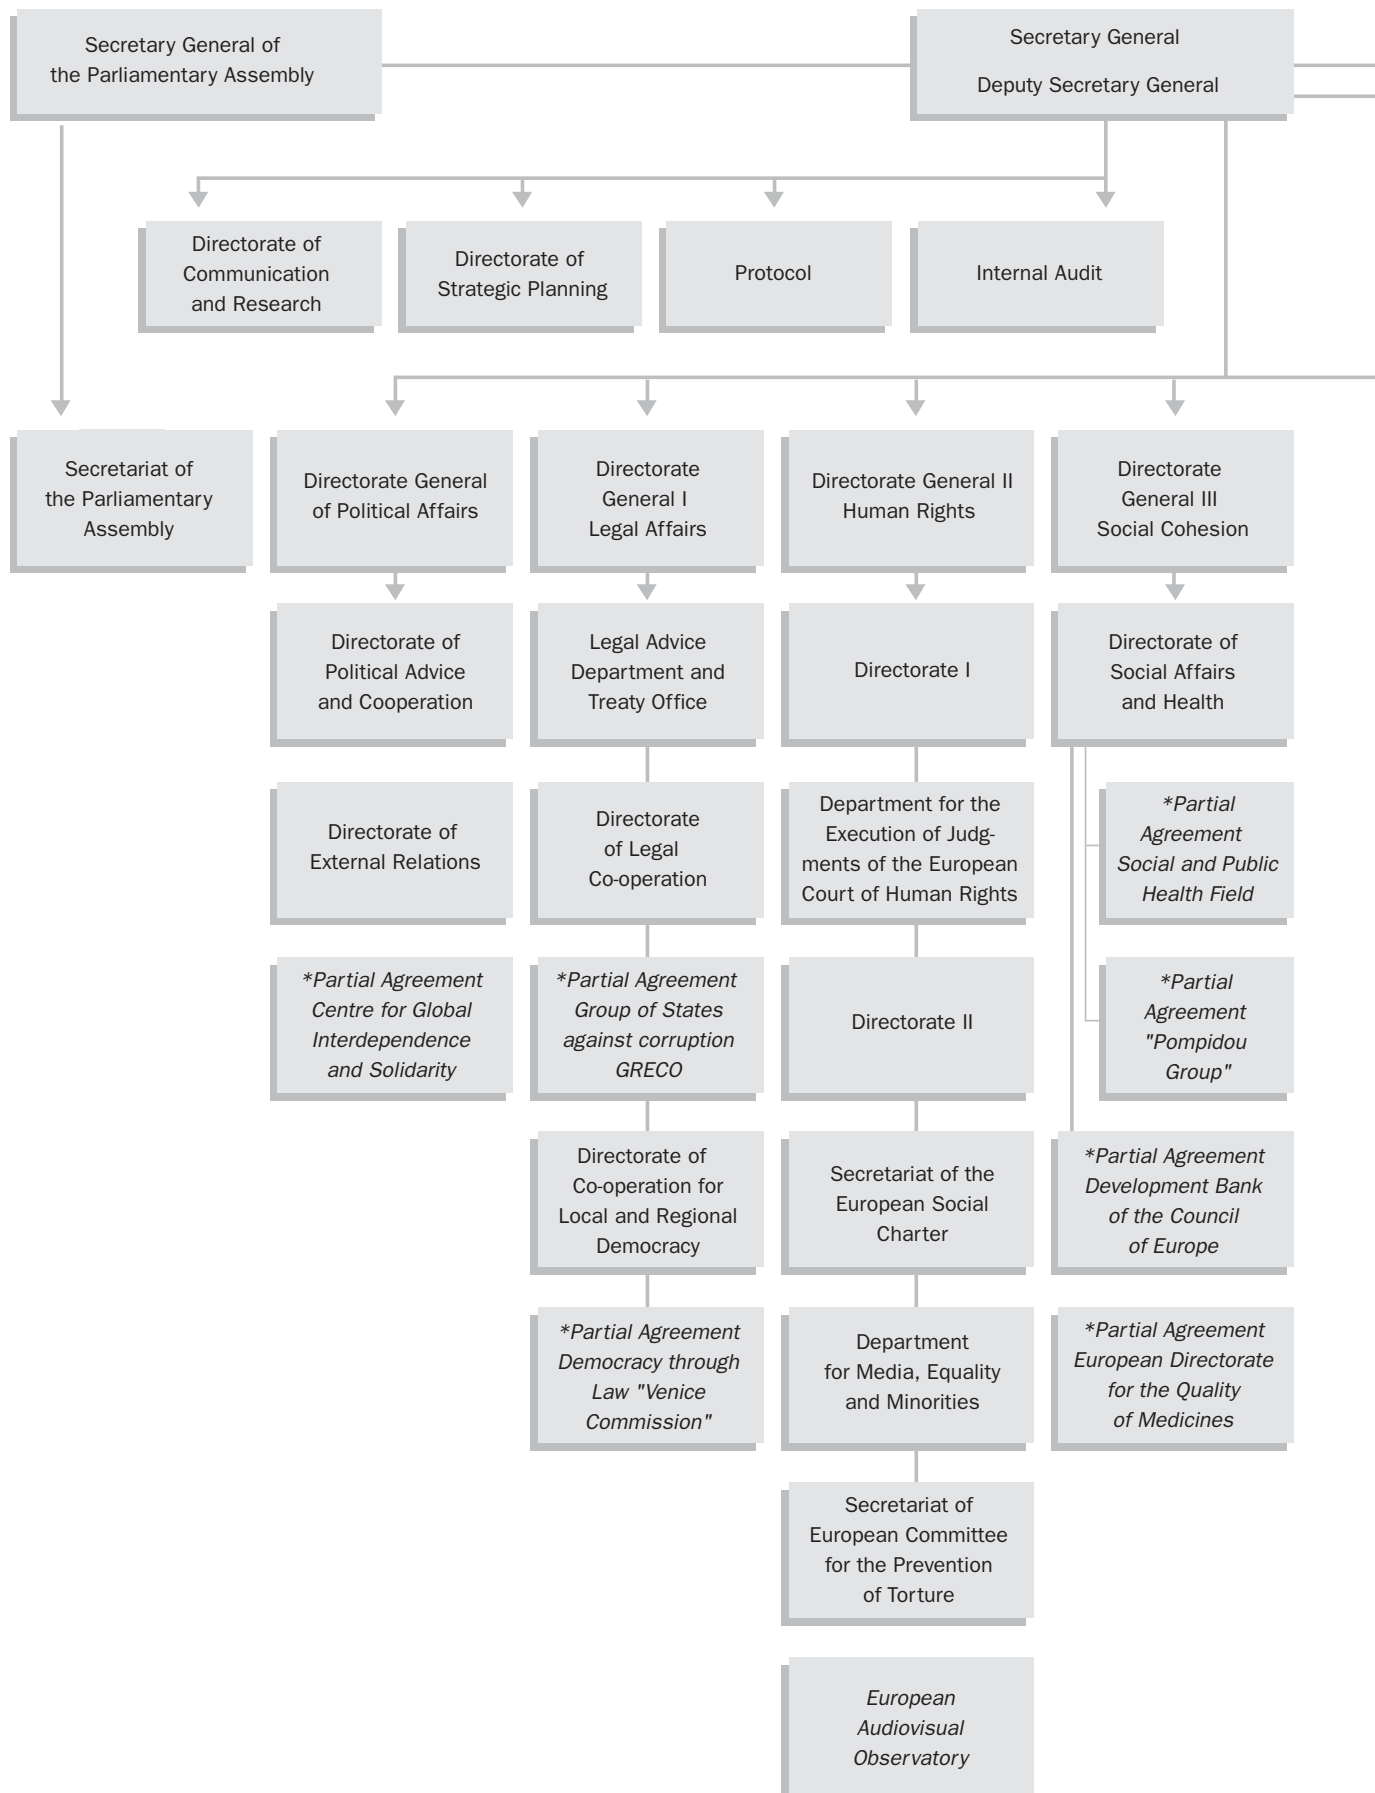 Secretary General of
the Parliamentary Assembly
Secretary General
Deputy Secretary General
Directorate of
Communication
and Research
Directorate of
Strategic Planning
Protocol
Internal Audit
Secretariat of
the Parliamentary
Assembly
Directorate General
of Political Affairs
Directorate
General I
Legal Affairs
Directorate General II
Human Rights
Directorate
General III
Social Cohesion
Directorate of
Political Advice
and Cooperation
Legal Advice
Department and
Treaty Office
Directorate I
Directorate of
Social Affairs
and Health
Directorate of
External Relations
Directorate
of Legal
Co-operation
Department for the
Execution of Judg-
ments of the European
Court of Human Rights
*Partial
Agreement
Social and Public
Health Field
*Partial Agreement
Centre for Global
Interdependence
and Solidarity
*Partial Agreement
Group of States
against corruption
GRECO
Directorate II
*Partial
Agreement
"Pompidou
Group"
Directorate of
Co-operation for
Local and Regional
Democracy
Secretariat of the
European Social
Charter
*Partial Agreement
Development Bank
of the Council
of Europe
*Partial Agreement
Democracy through
Law "Venice
Commission"
Department
for Media, Equality
and Minorities
*Partial Agreement
European Directorate
for the Quality
of Medicines
Secretariat of
European Committee
for the Prevention
of Torture
European
Audiovisual
Observatory